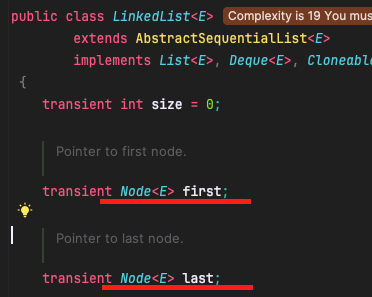 public class LinkedList<E> Complexity is 19 You mus
extends AbstractSequentialList<E>
implements List<E>, Deque<E>, Cloneable
{
transient int size = 0;
Pointer to first node.
transient Node<E> first;
Pointer to last node.
transient Node<E> last;